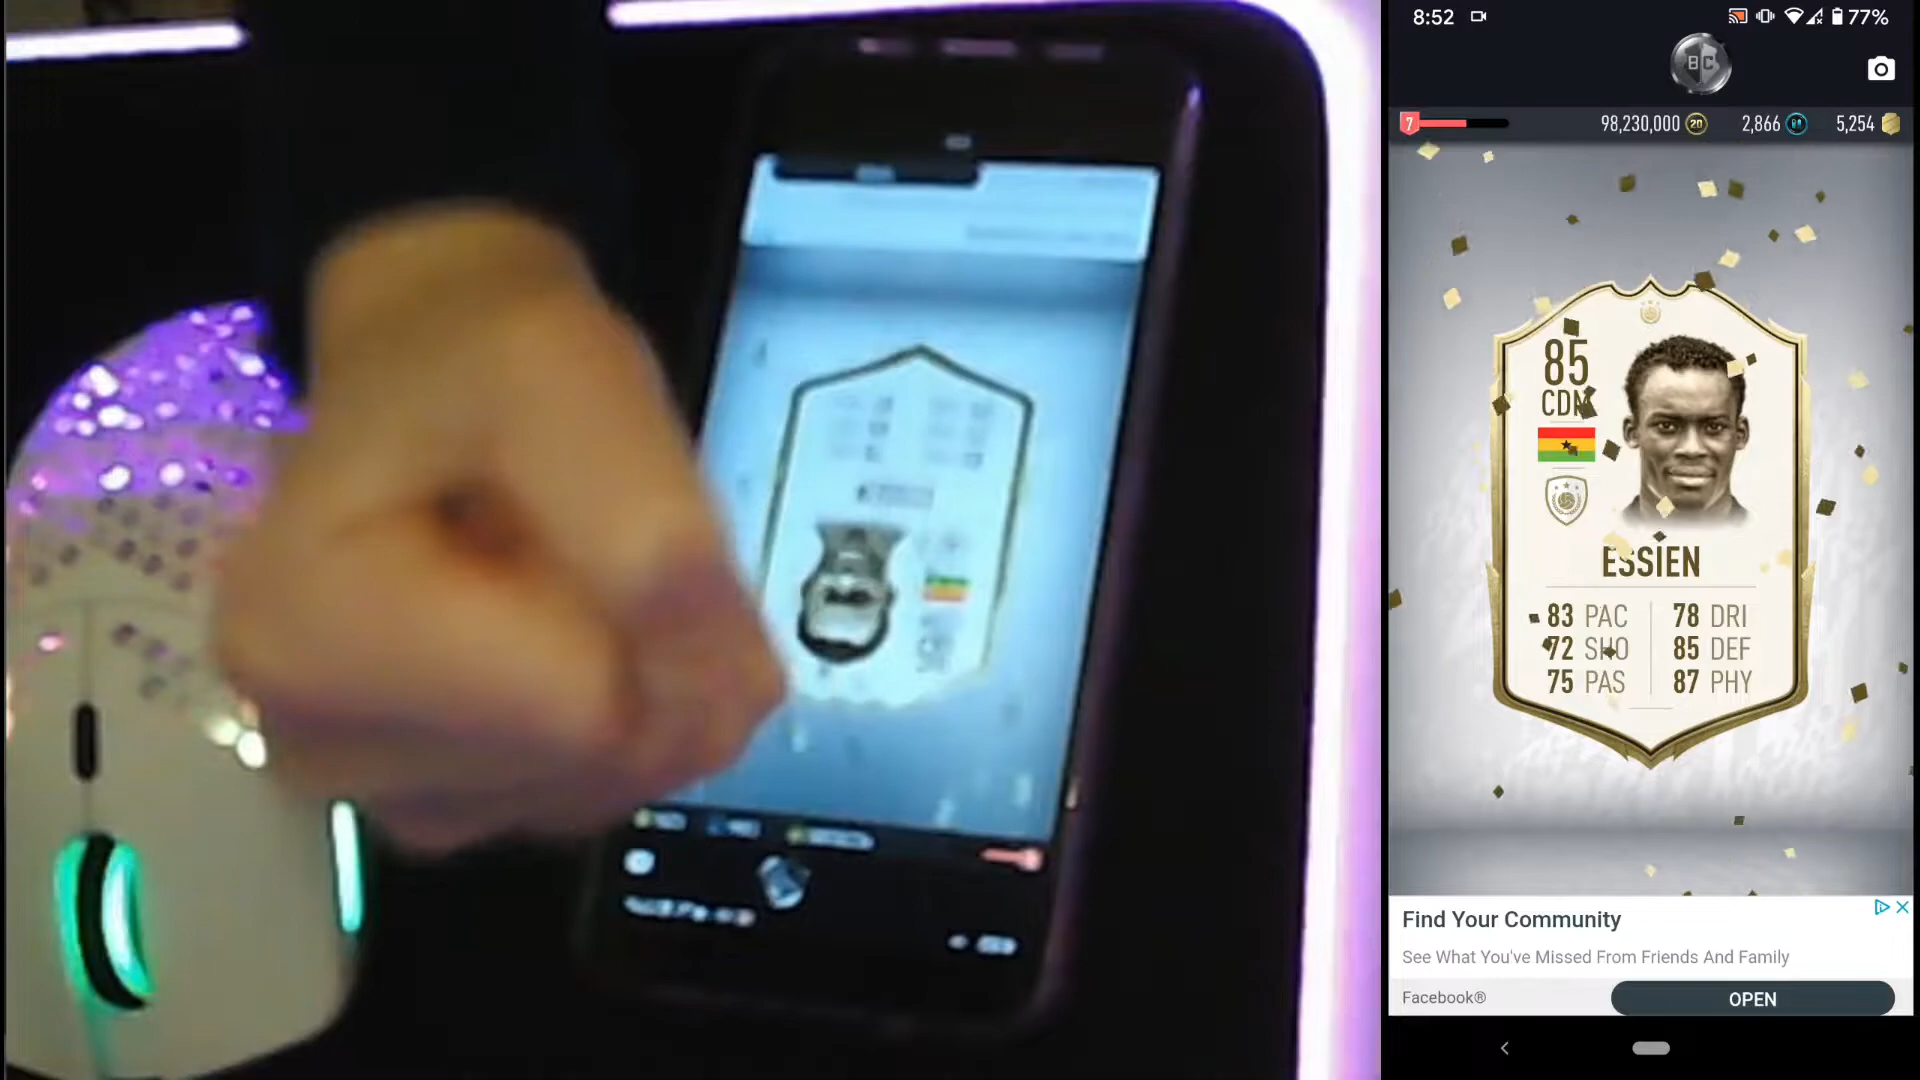 8:52
77%
BC
7
98,230,000
20
2,866
5,254
85
CDM
ESSIEN
83 PAC
78 DRI
72 SHO
85 DEF
75 PAS
87 PHY
Find Your Community
See What You've Missed From Friends And Family
Facebook®
OPEN